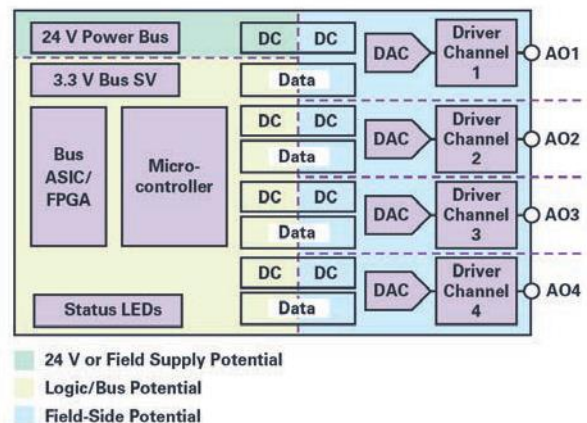 24 V Power Bus
DC DC
DAC
Driver
Channel
1
AO1
3.3 V Bus SV
Data
DC DC
DAC
Driver
Channel
2
AO2
Data
Bus
ASIC/
FPGA
Micro-
controller
DC DC
DAC
Driver
Channel
3
AO3
Data
DC DC
DAC
Driver
Channel
4
AO4
Data
Status LEDs
24 V or Field Supply Potential
Logic/Bus Potential
Field-Side Potential